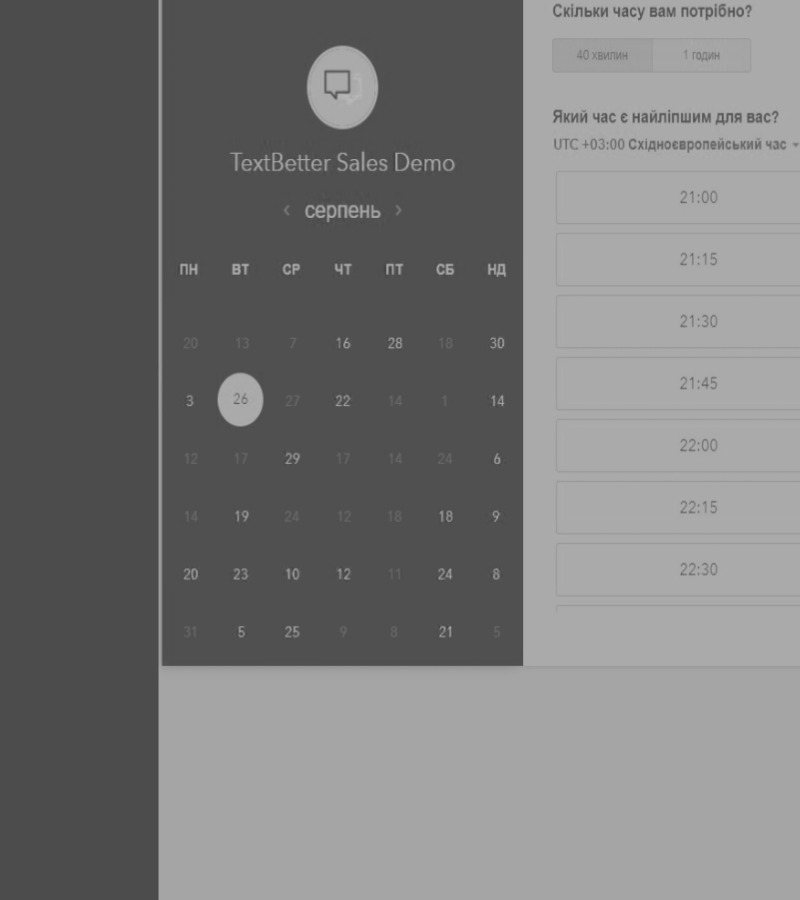 TextBetter Sales Demo
‹ серпень ›
ПН ВТ СР ЧТ ПТ СБ НД
20 13 7 16 28 18 30
3 26 27 22 14 1 14
12 17 29 17 14 24 6
14 19 24 12 18 18 9
20 23 10 12 11 24 8
31 5 25 9 8 21 5
Скільки часу вам потрібно?
40 хвилин 1 годин
Який час є найліпшим для вас?
UTC +03:00 Східноєвропейський час
21:00
21:15
21:30
21:45
22:00
22:15
22:30